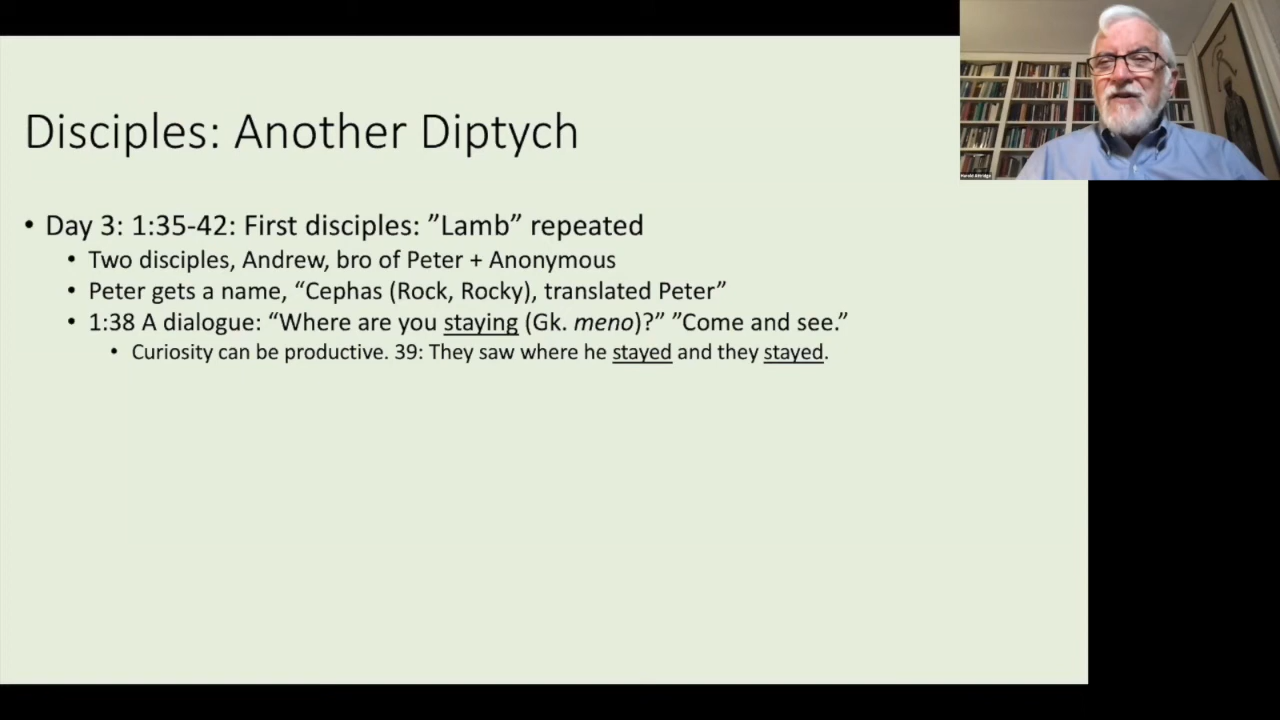 Disciples: Another Diptych
• Day 3: 1:35-42: First disciples: ”Lamb” repeated
• Two disciples, Andrew, bro of Peter + Anonymous
• Peter gets a name, “Cephas (Rock, Rocky), translated Peter”
• 1:38 A dialogue: “Where are you staying (Gk. meno)?” ”Come and see.”
• Curiosity can be productive. 39: They saw where he stayed and they stayed.
Harold Attridge